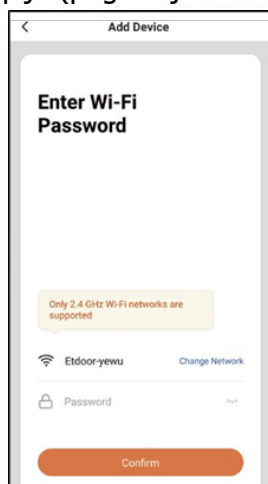 Add Device
Enter Wi-Fi
Password
Only 2.4 GHz Wi-Fi networks are
supported
Etdoor-yewu Change Network
Password
Confirm